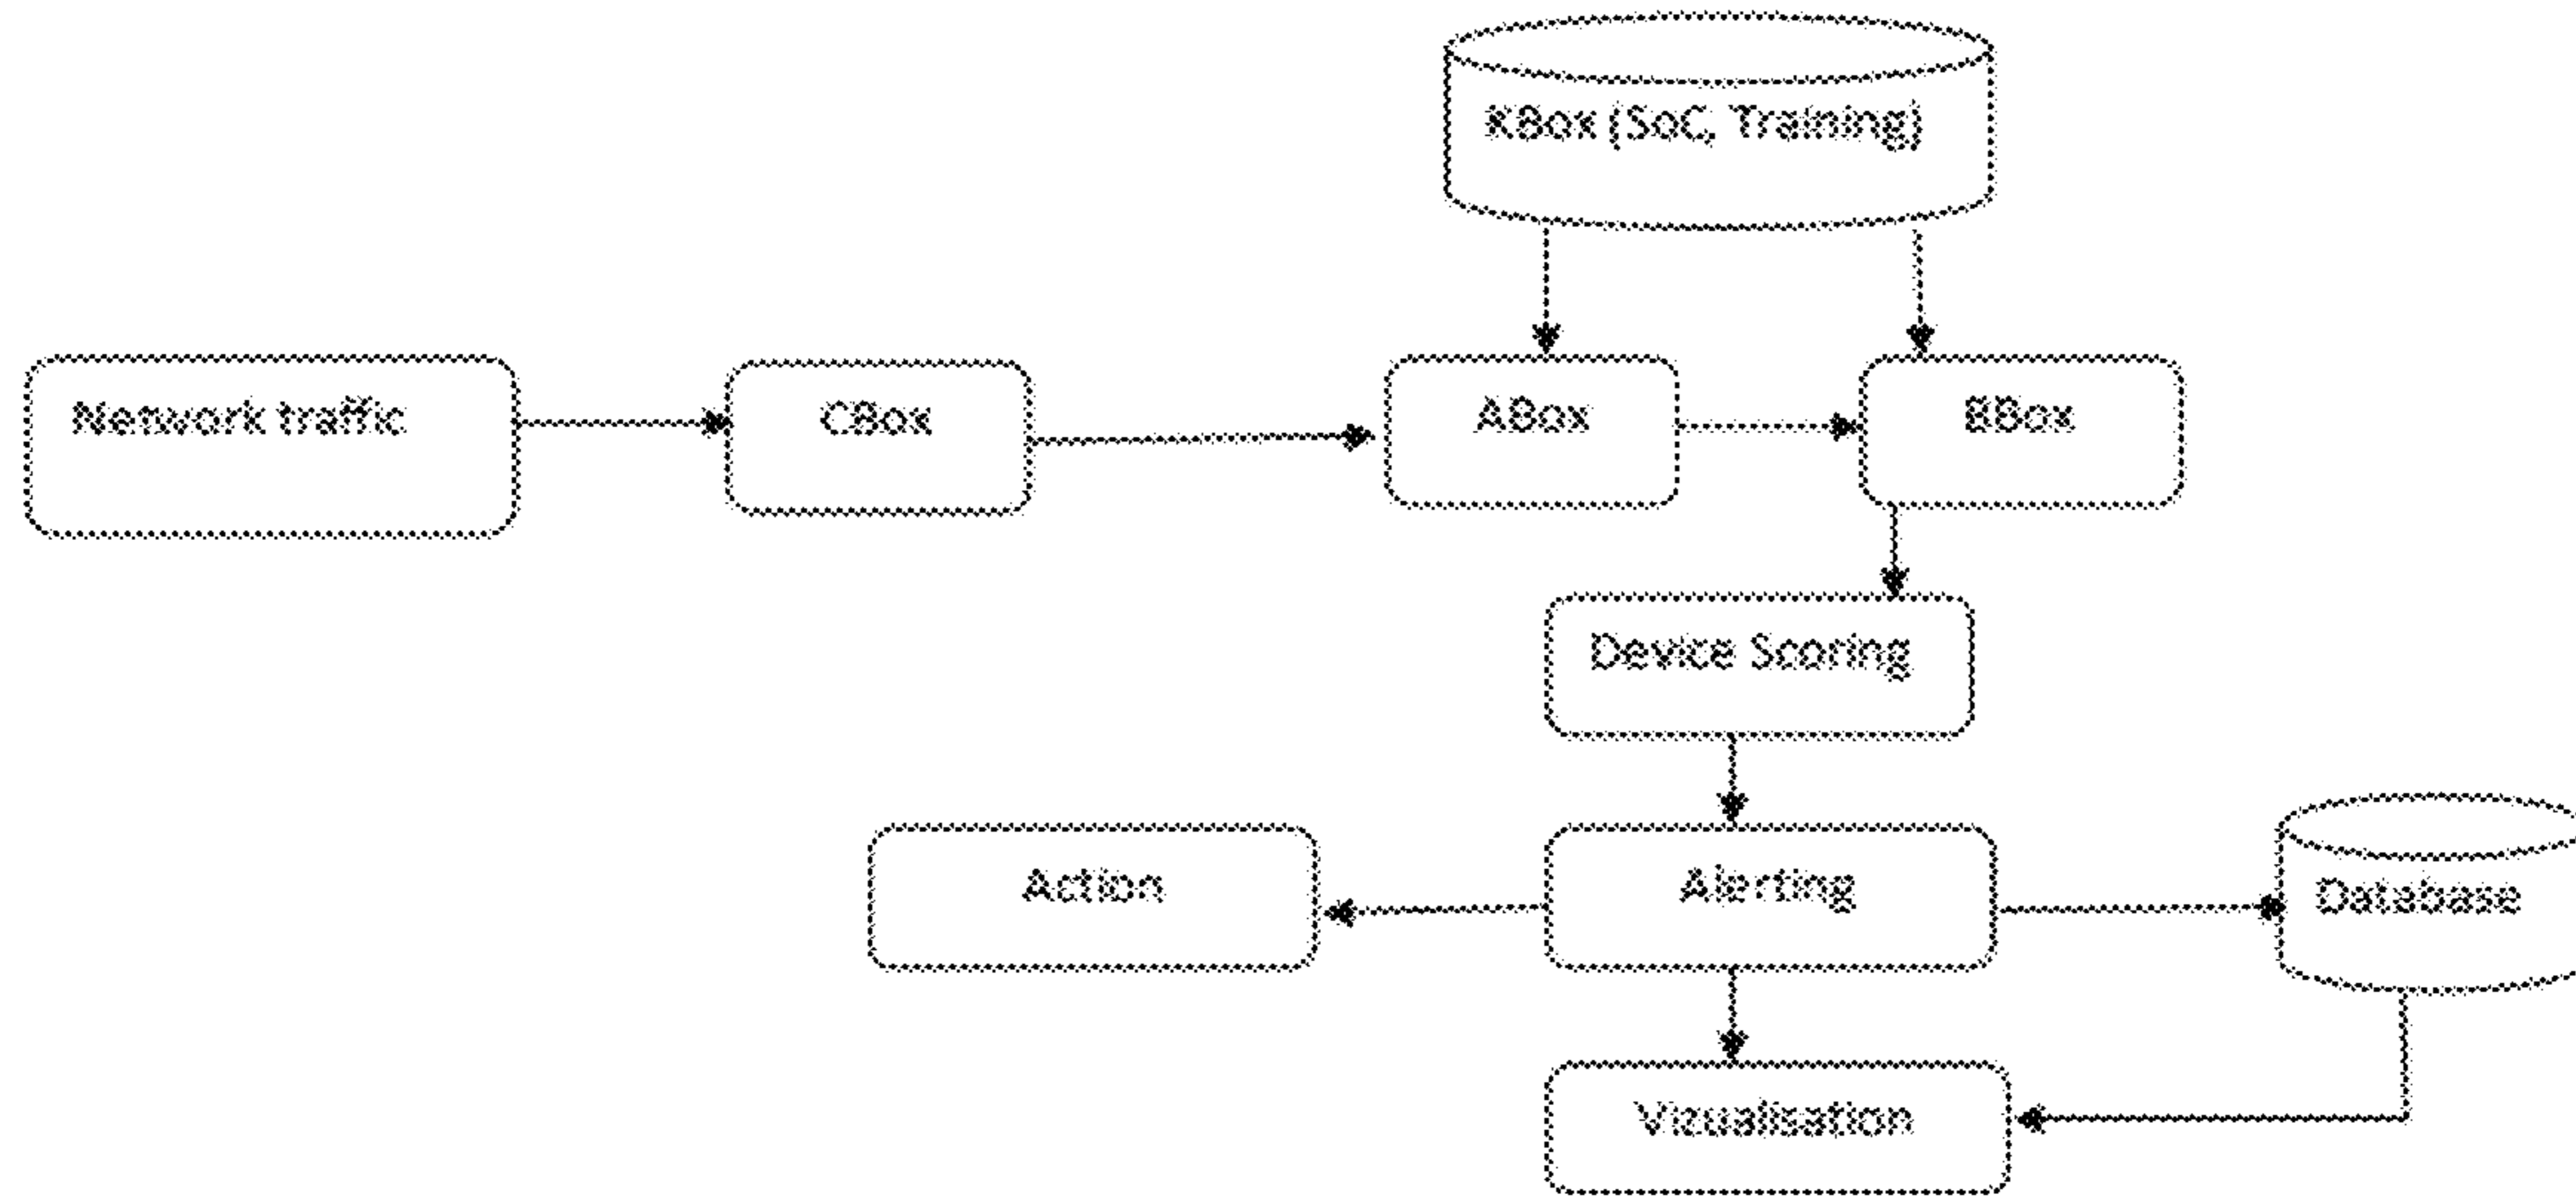 KBox (SoC, Training)
Network traffic
CBox
ABox
BBox
Device Scoring
Action
Alerting
Database
Vizualisation